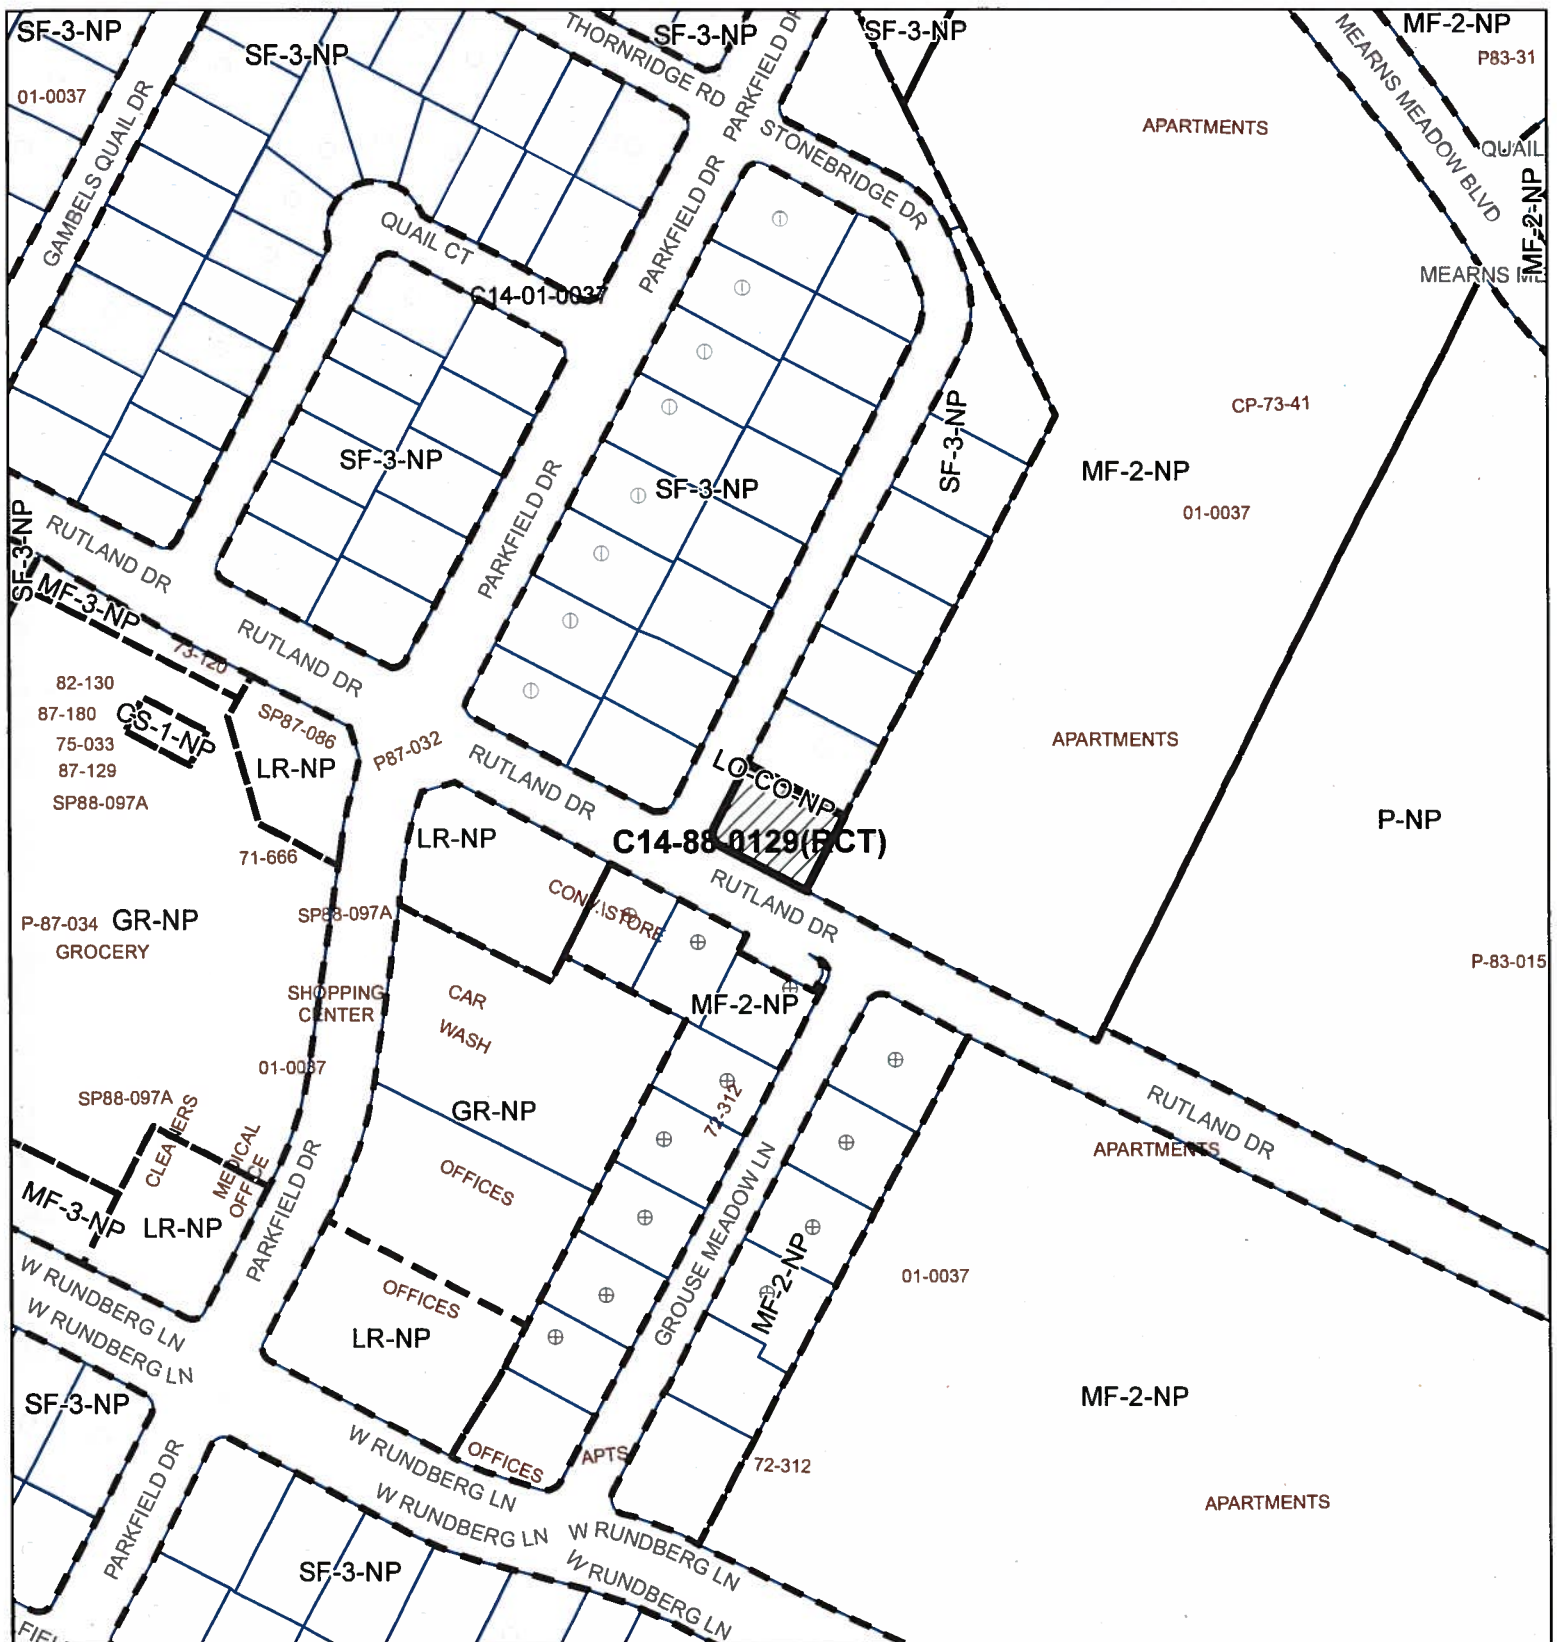 SF-3-NP
SF-3-NP
THORNRIDGE RD
SF-3-NP
PARKFIELD DR
SF-3-NP
MEARNS MEADOW BLVD
MF-2-NP
P83-31
01-0037
GAMBELS QUAIL DR
APARTMENTS
STONEBRIDGE DR
QUAIL
MF-2-NP
PARKFIELD DR
QUAIL CT
C14-01-0037
MEARNS ME
CP-73-41
SF-3-NP
SF-3-NP
SF-3-NP
MF-2-NP
01-0037
PARKFIELD DR
SF-3-NP
RUTLAND DR
MF-3-NP
73-120
RUTLAND DR
82-130
87-180
CS-1-NP
75-033
87-129
SP88-097A
SP87-086
LR-NP
P87-032
RUTLAND DR
APARTMENTS
LO-CO-NP
P-NP
C14-88-0129(RCT)
LR-NP
71-666
RUTLAND DR
CONV.STORE
SP88-097A
P-87-034
GR-NP
GROCERY
P-83-015
SHOPPING
CENTER
CAR
WASH
MF-2-NP
01-0037
SP88-097A
CLEANERS
MEDICAL
OFFICE
GR-NP
72-312
RUTLAND DR
APARTMENTS
OFFICES
MF-3-NP
LR-NP
PARKFIELD DR
GROUSE MEADOW LN
MF-2-NP
01-0037
W RUNDBERG LN
W RUNDBERG LN
OFFICES
LR-NP
SF-3-NP
MF-2-NP
W RUNDBERG LN
OFFICES
APTS
72-312
PARKFIELD DR
W RUNDBERG LN
W RUNDBERG LN
APARTMENTS
SF-3-NP
W RUNDBERG LN
FIEL